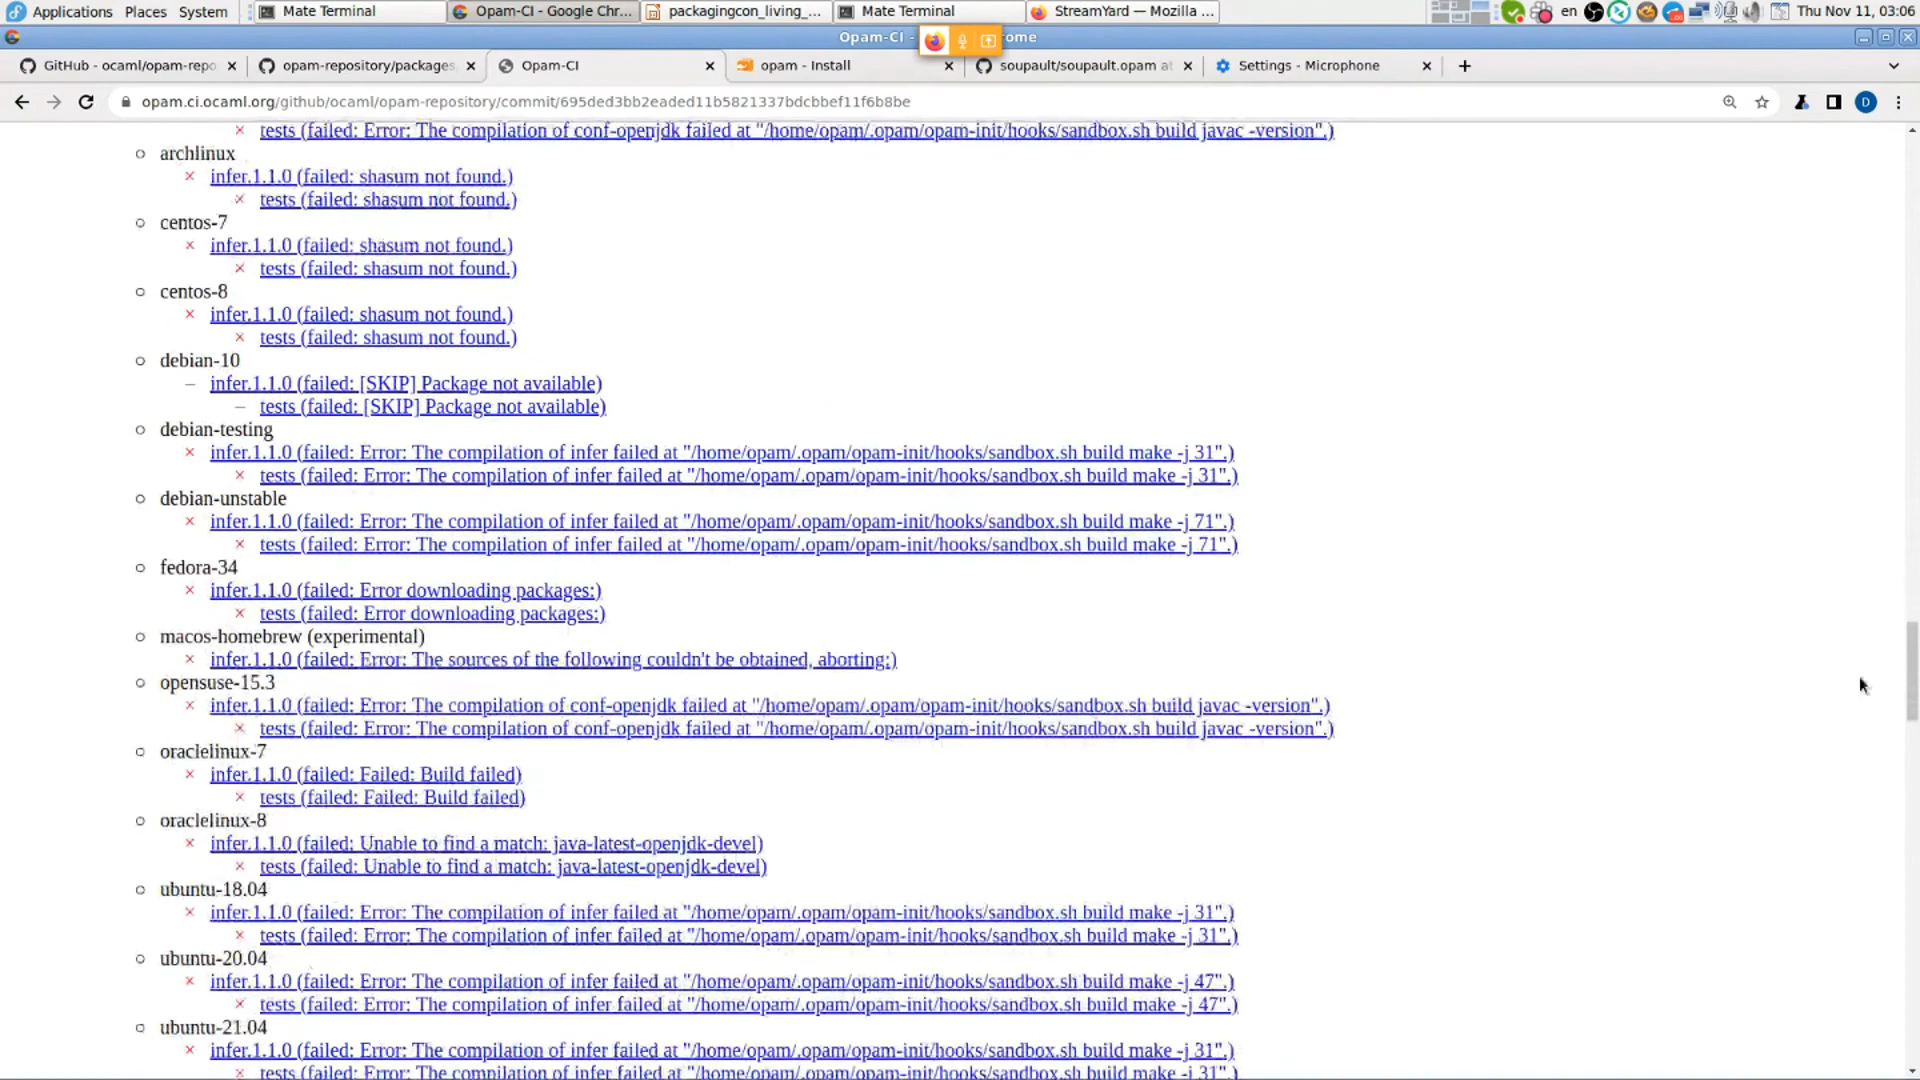 Applications Places System Mate Terminal Opam-CI - Google Chr... packagingcon_living_... Mate Terminal StreamYard — Mozilla ... en Thu Nov 11, 03:06
Opam-CI - ome
GitHub - ocaml/opam-repo opam-repository/packages Opam-CI opam - Install soupault/soupault.opam at Settings - Microphone
opam.ci.ocaml.org/github/ocaml/opam-repository/commit/695ded3bb2eaded11b5821337bdcbbef11f6b8be D
tests (failed: Error: The compilation of conf-openjdk failed at "/home/opam/.opam/opam-init/hooks/sandbox.sh build javac -version".)
archlinux
infer.1.1.0 (failed: shasum not found.)
tests (failed: shasum not found.)
centos-7
infer.1.1.0 (failed: shasum not found.)
tests (failed: shasum not found.)
centos-8
infer.1.1.0 (failed: shasum not found.)
tests (failed: shasum not found.)
debian-10
infer.1.1.0 (failed: [SKIP] Package not available)
tests (failed: [SKIP] Package not available)
debian-testing
infer.1.1.0 (failed: Error: The compilation of infer failed at "/home/opam/.opam/opam-init/hooks/sandbox.sh build make -j 31".)
tests (failed: Error: The compilation of infer failed at "/home/opam/.opam/opam-init/hooks/sandbox.sh build make -j 31".)
debian-unstable
infer.1.1.0 (failed: Error: The compilation of infer failed at "/home/opam/.opam/opam-init/hooks/sandbox.sh build make -j 71".)
tests (failed: Error: The compilation of infer failed at "/home/opam/.opam/opam-init/hooks/sandbox.sh build make -j 71".)
fedora-34
infer.1.1.0 (failed: Error downloading packages:)
tests (failed: Error downloading packages:)
macos-homebrew (experimental)
infer.1.1.0 (failed: Error: The sources of the following couldn't be obtained, aborting:)
opensuse-15.3
infer.1.1.0 (failed: Error: The compilation of conf-openjdk failed at "/home/opam/.opam/opam-init/hooks/sandbox.sh build javac -version".)
tests (failed: Error: The compilation of conf-openjdk failed at "/home/opam/.opam/opam-init/hooks/sandbox.sh build javac -version".)
oraclelinux-7
infer.1.1.0 (failed: Failed: Build failed)
tests (failed: Failed: Build failed)
oraclelinux-8
infer.1.1.0 (failed: Unable to find a match: java-latest-openjdk-devel)
tests (failed: Unable to find a match: java-latest-openjdk-devel)
ubuntu-18.04
infer.1.1.0 (failed: Error: The compilation of infer failed at "/home/opam/.opam/opam-init/hooks/sandbox.sh build make -j 31".)
tests (failed: Error: The compilation of infer failed at "/home/opam/.opam/opam-init/hooks/sandbox.sh build make -j 31".)
ubuntu-20.04
infer.1.1.0 (failed: Error: The compilation of infer failed at "/home/opam/.opam/opam-init/hooks/sandbox.sh build make -j 47".)
tests (failed: Error: The compilation of infer failed at "/home/opam/.opam/opam-init/hooks/sandbox.sh build make -j 47".)
ubuntu-21.04
infer.1.1.0 (failed: Error: The compilation of infer failed at "/home/opam/.opam/opam-init/hooks/sandbox.sh build make -j 31".)
tests (failed: Error: The compilation of infer failed at "/home/opam/.opam/opam-init/hooks/sandbox.sh build make -j 31".)